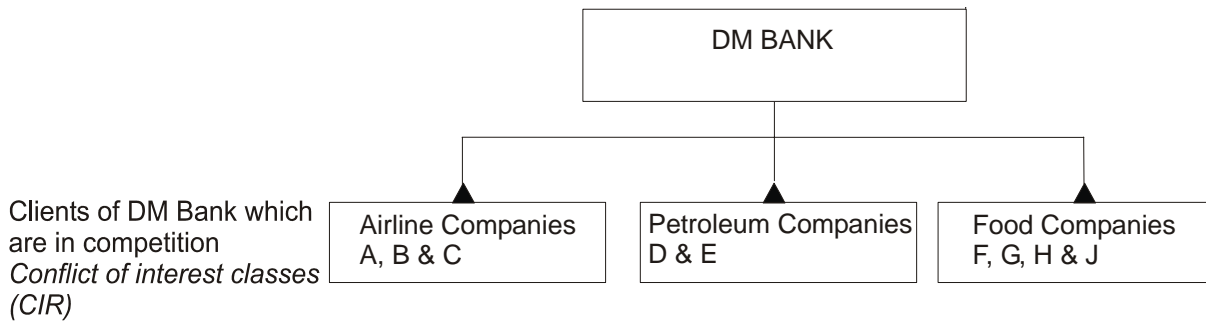 DM BANK
Clients of DM Bank which
are in competition
Conflict of interest classes
(CIR)
Airline Companies
A, B & C
Petroleum Companies
D & E
Food Companies
F, G, H & J